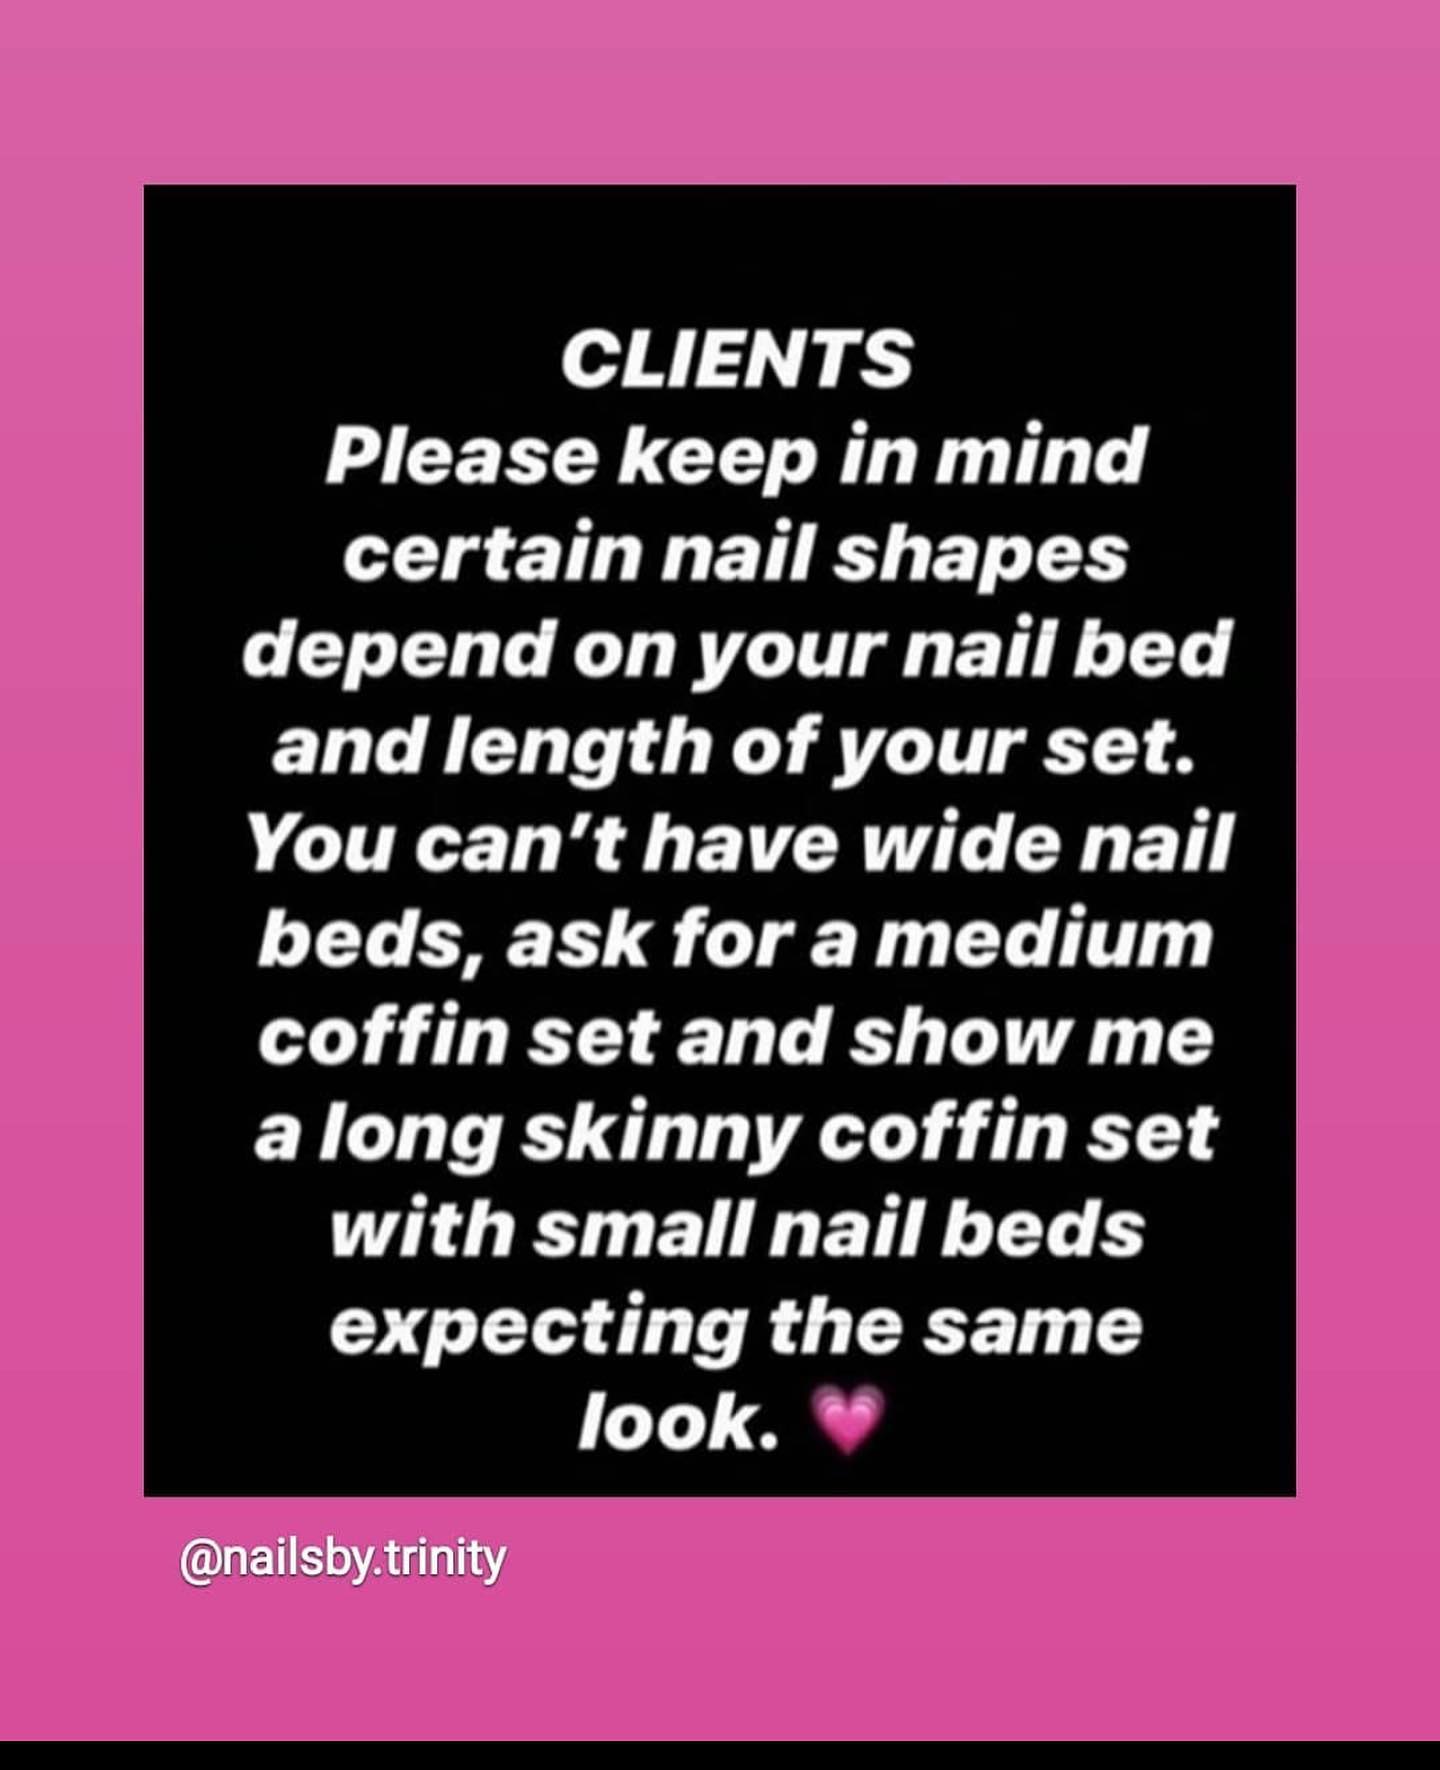 CLIENTS
Please keep in mind
certain nail shapes
depend on your nail bed
and length of your set.
You can’t have wide nail
beds, ask for a medium
coffin set and show me
a long skinny coffin set
with small nail beds
expecting the same
look. 💗
@nailsby.trinity